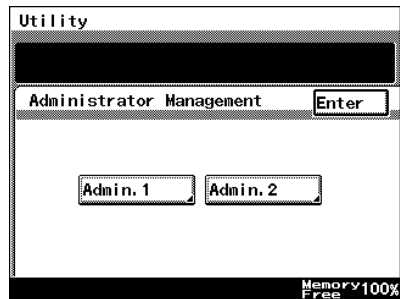 Utility
Administrator Management
Enter
Admin.1
Admin.2
Memory
Free
100%